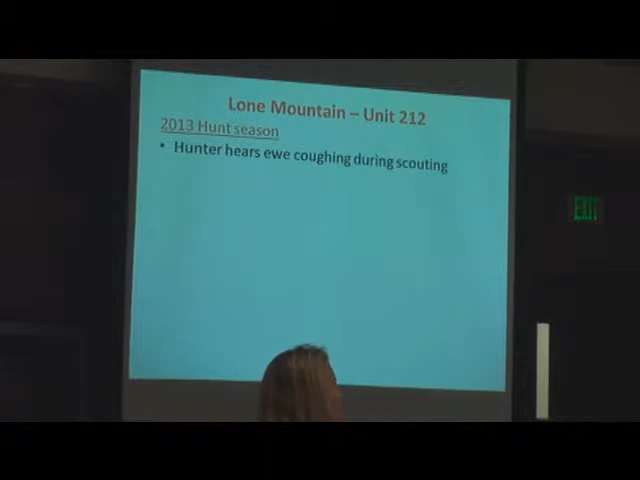 Lone Mountain – Unit 212
2013 Hunt season
• Hunter hears ewe coughing during scouting
EXIT